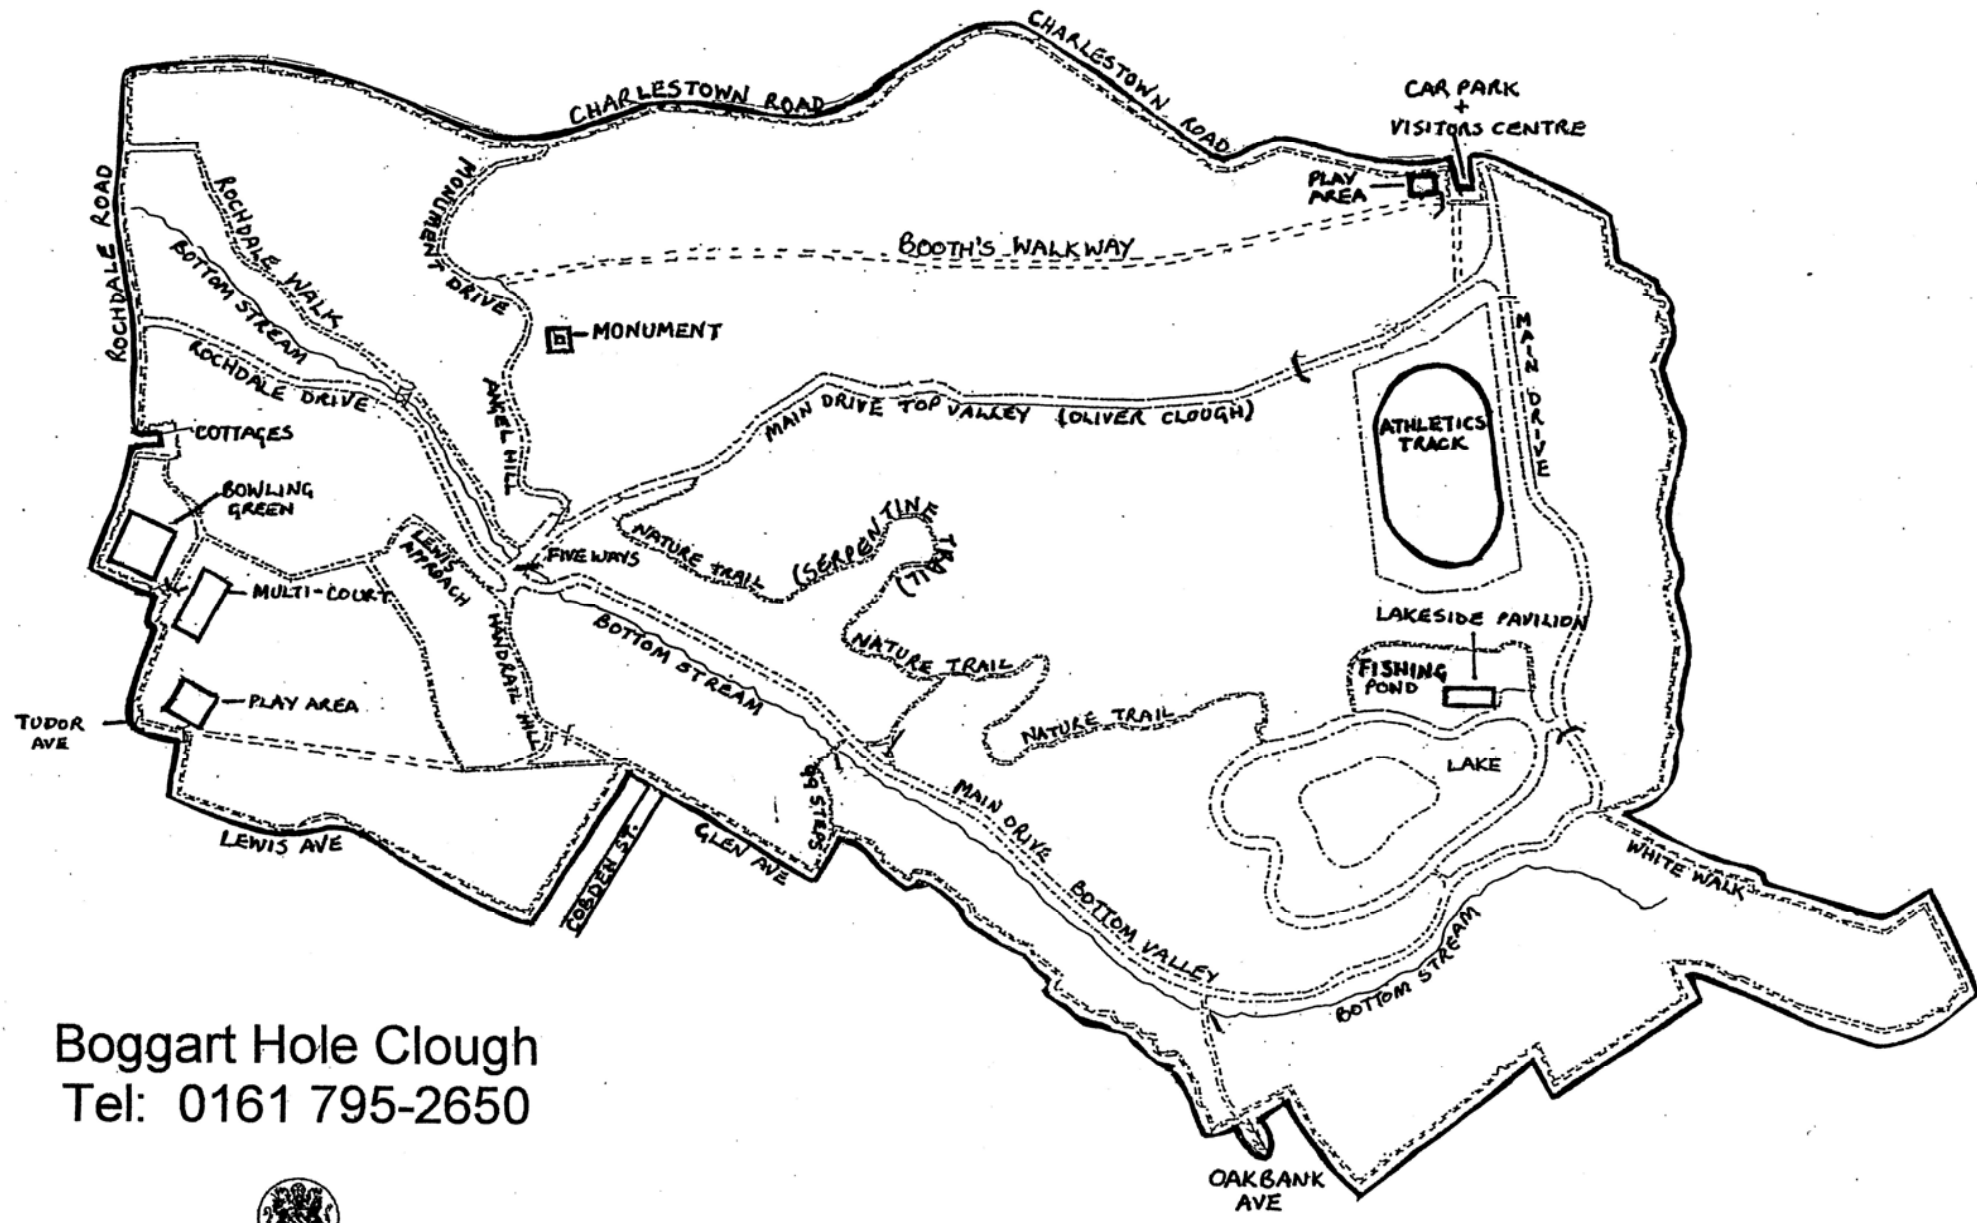 CHARLESTOWN ROAD
CHARLESTOWN ROAD
CAR PARK
+
VISITORS CENTRE
PLAY
AREA
ROCHDALE ROAD
ROCHDALE WALK
BOTTOM STREAM
MONUMENT DRIVE
BOOTH'S WALKWAY
MONUMENT
ROCHDALE DRIVE
ANGEL HILL
MAIN DRIVE TOP VALLEY (OLIVER CLOUGH)
MAIN DRIVE
ATHLETICS
TRACK
COTTAGES
BOWLING
GREEN
LEWIS
APPROACH
FIVEWAYS
NATURE TRAIL (SERPENTINE TRAIL)
MULTI-COURT
HANDRAIL HILL
BOTTOM STREAM
NATURE TRAIL
LAKESIDE PAVILION
FISHING
POND
PLAY AREA
TUDOR
AVE
NATURE TRAIL
LAKE
99 STEPS
MAIN DRIVE
BOTTOM VALLEY
LEWIS AVE
COBDEN ST.
GLEN AVE
WHITE WALK
BOTTOM STREAM
OAKBANK
AVE
Boggart Hole Clough
Tel: 0161 795-2650